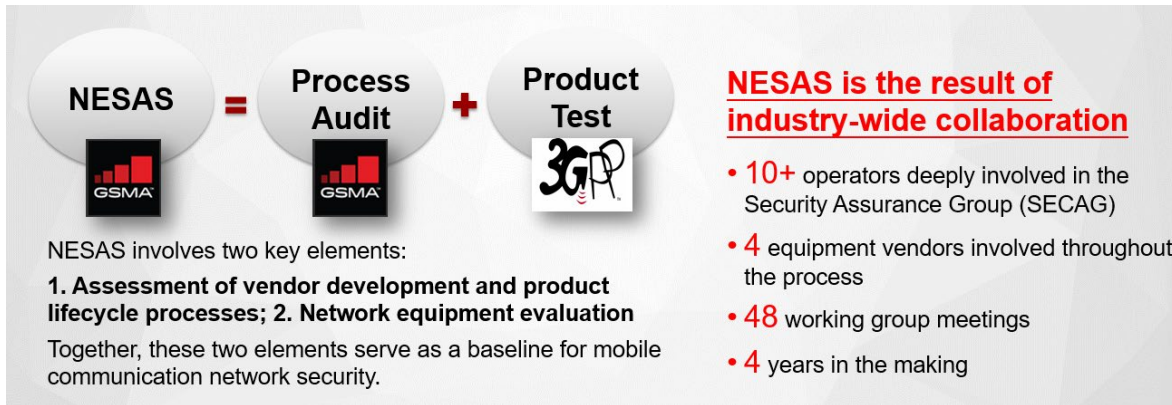 NESAS
=
Process
Audit
+
Product
Test
GSMA™
GSMA™
3GPP™
NESAS involves two key elements:
1. Assessment of vendor development and product
lifecycle processes; 2. Network equipment evaluation
Together, these two elements serve as a baseline for mobile
communication network security.
NESAS is the result of
industry-wide collaboration
• 10+ operators deeply involved in the
Security Assurance Group (SECAG)
• 4 equipment vendors involved throughout
the process
• 48 working group meetings
• 4 years in the making